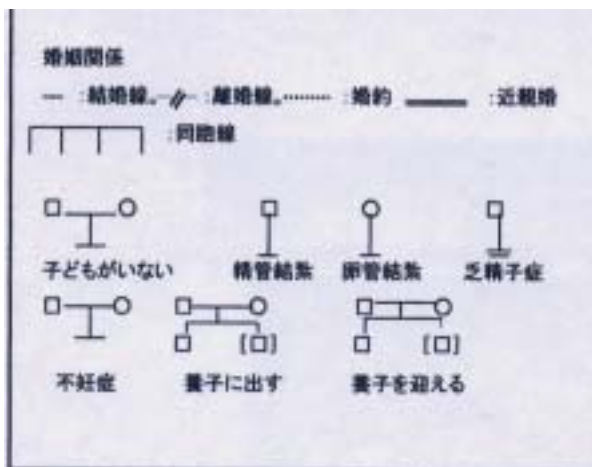 婚姻関係
:結婚線。 :離婚線。 :婚約 :近親婚
:同胞線
子どもがいない 精管結紮 卵管結紮 乏精子症
不妊症 養子に出す 養子を迎える